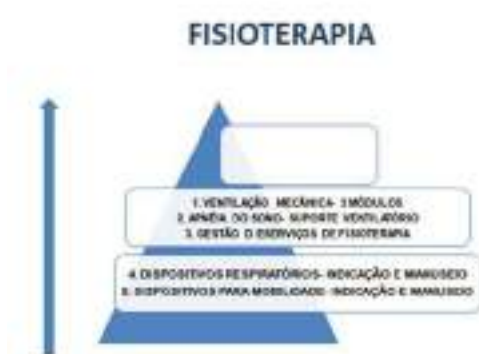 FISIOTERAPIA
1. VENTILAÇÃO MECÂNICA- 3 MÓDULOS
2. APNÉIA DO SONO- SUPORTE VENTILATÓRIO
3. GESTÃO D ESERVIÇOS DE FISIOTERAPIA
4. DISPOSITIVOS RESPIRATÓRIOS- INDICAÇÃO E MANUSEIO
5. DISPOSITIVOS PARA MOBILIDADE- INDICAÇÃO E MANUSEIO